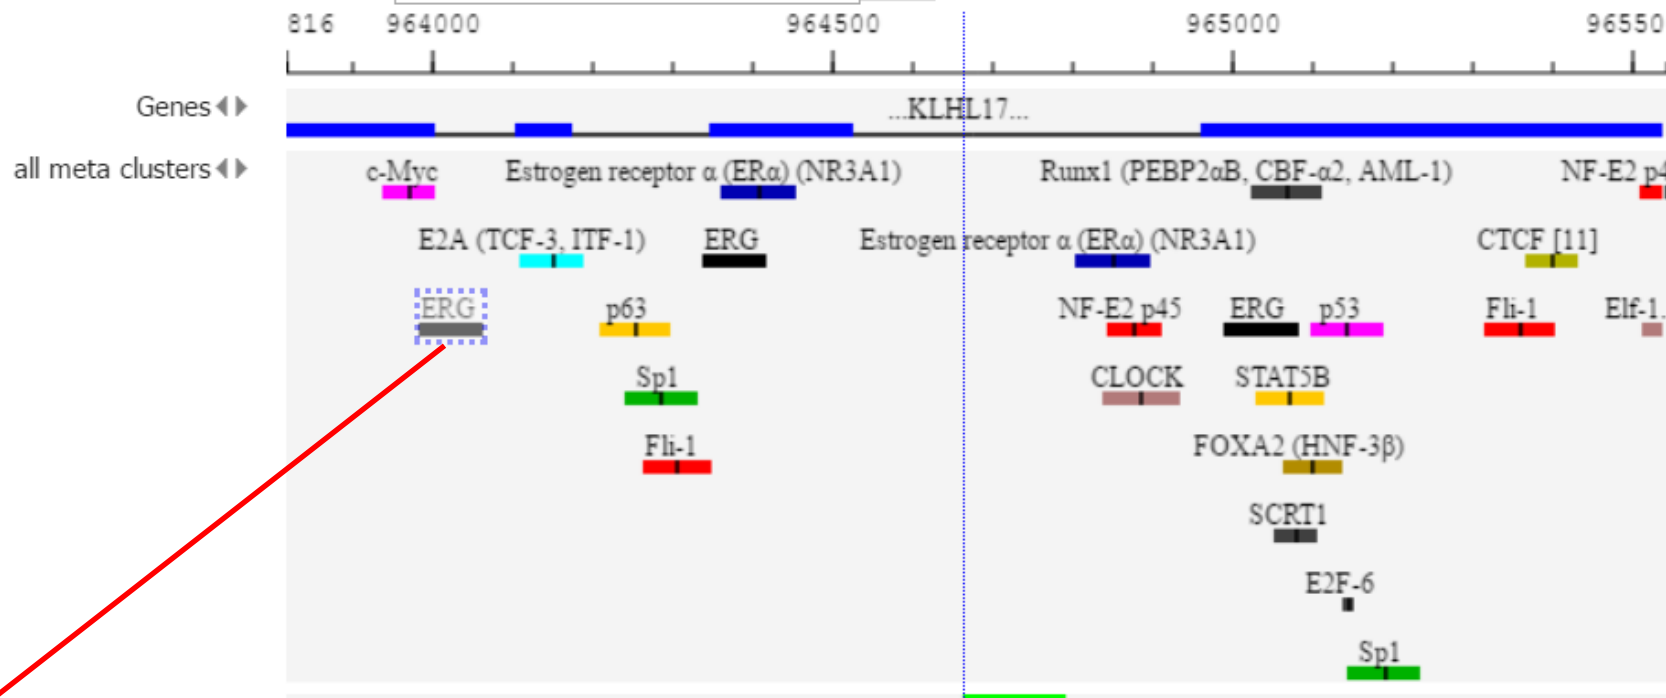 816 964000 964500 965000 96550
Genes ...KLHL17...
all meta clusters c-Myc Estrogen receptor α (ERα) (NR3A1) Runx1 (PEBP2αB, CBF-α2, AML-1) NF-E2 p4
E2A (TCF-3, ITF-1) ERG Estrogen receptor α (ERα) (NR3A1) CTCF [11]
ERG p63 NF-E2 p45 ERG p53 Fli-1 Elf-1.
Sp1 CLOCK STAT5B
Fli-1 FOXA2 (HNF-3β)
SCRT1
E2F-6
Sp1